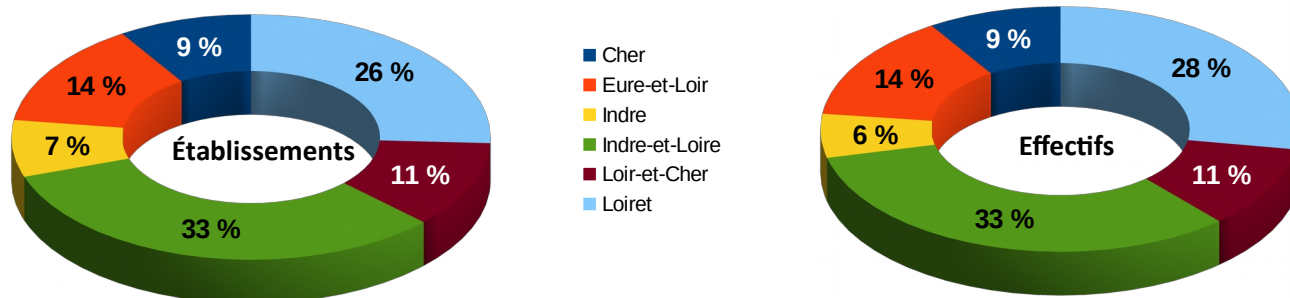 9 %
26 %
14 %
7 %
Établissements
11 %
33 %
Cher
Eure-et-Loir
Indre
Indre-et-Loire
Loir-et-Cher
Loiret
9 %
28 %
14 %
6 %
Effectifs
11 %
33 %